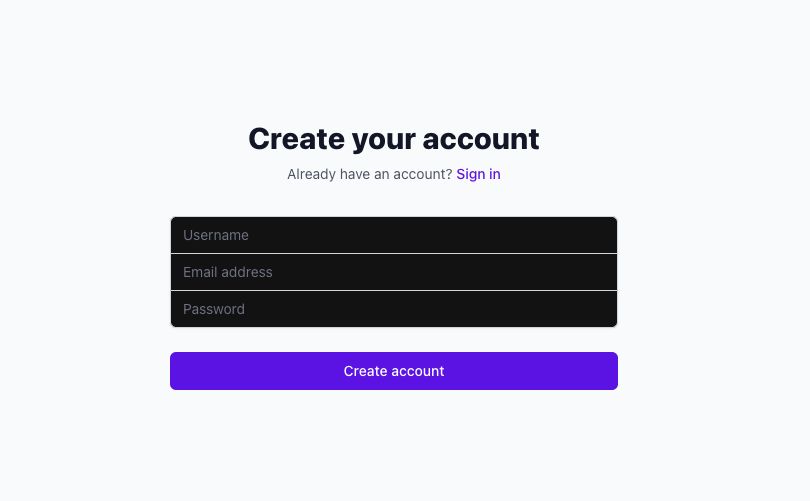 Create your account
Already have an account? Sign in
Username
Email address
Password
Create account